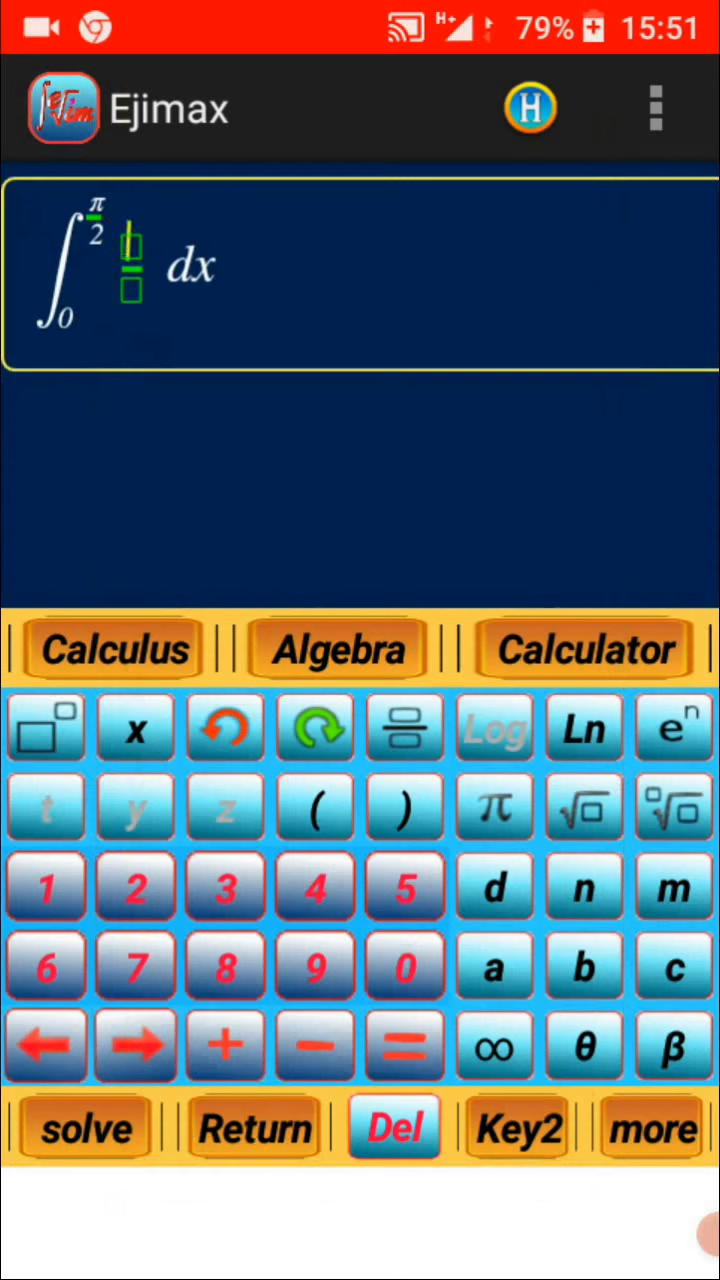 H+ 79% 15:51
∫e√im Ejimax H
∫₀^(π/2) □/□ dx
Calculus Algebra Calculator
x Log Ln eⁿ
t y z ( ) π √□ □√□
1 2 3 4 5 d n m
6 7 8 9 0 a b c
← → + − = ∞ θ β
solve Return Del Key2 more